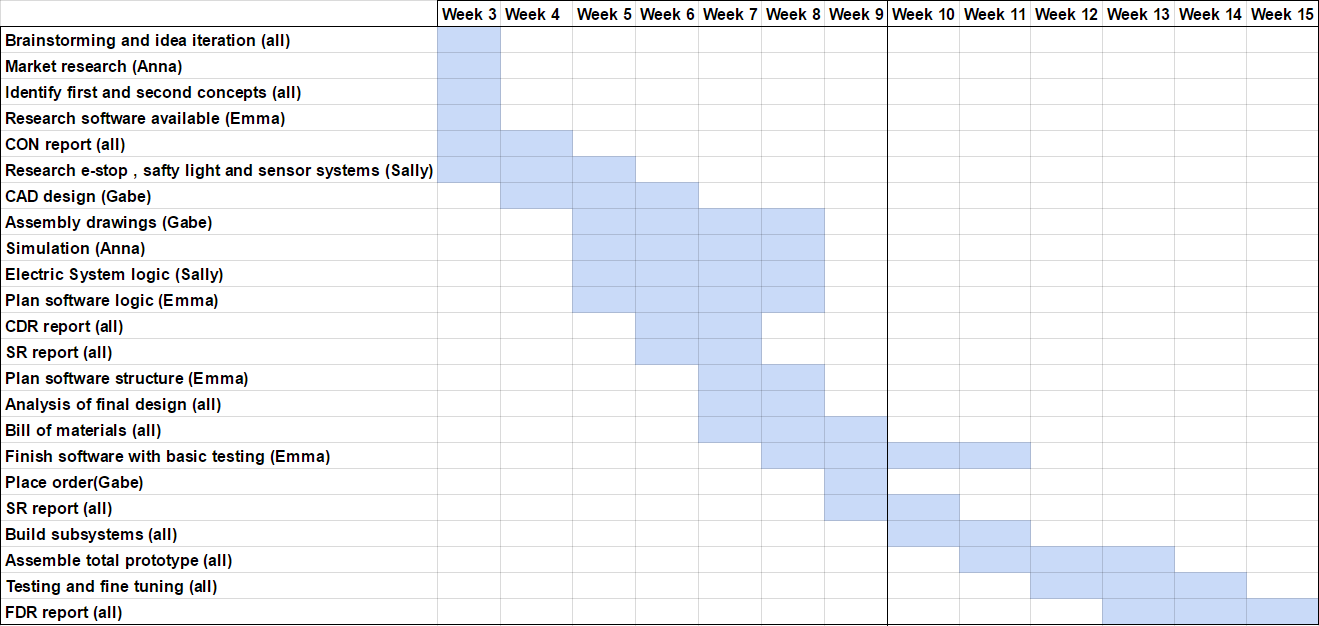 Week 3 Week 4 Week 5 Week 6 Week 7 Week 8 Week 9 Week 10 Week 11 Week 12 Week 13 Week 14 Week 15
Brainstorming and idea iteration (all)
Market research (Anna)
Identify first and second concepts (all)
Research software available (Emma)
CON report (all)
Research e-stop , safty light and sensor systems (Sally)
CAD design (Gabe)
Assembly drawings (Gabe)
Simulation (Anna)
Electric System logic (Sally)
Plan software logic (Emma)
CDR report (all)
SR report (all)
Plan software structure (Emma)
Analysis of final design (all)
Bill of materials (all)
Finish software with basic testing (Emma)
Place order(Gabe)
SR report (all)
Build subsystems (all)
Assemble total prototype (all)
Testing and fine tuning (all)
FDR report (all)